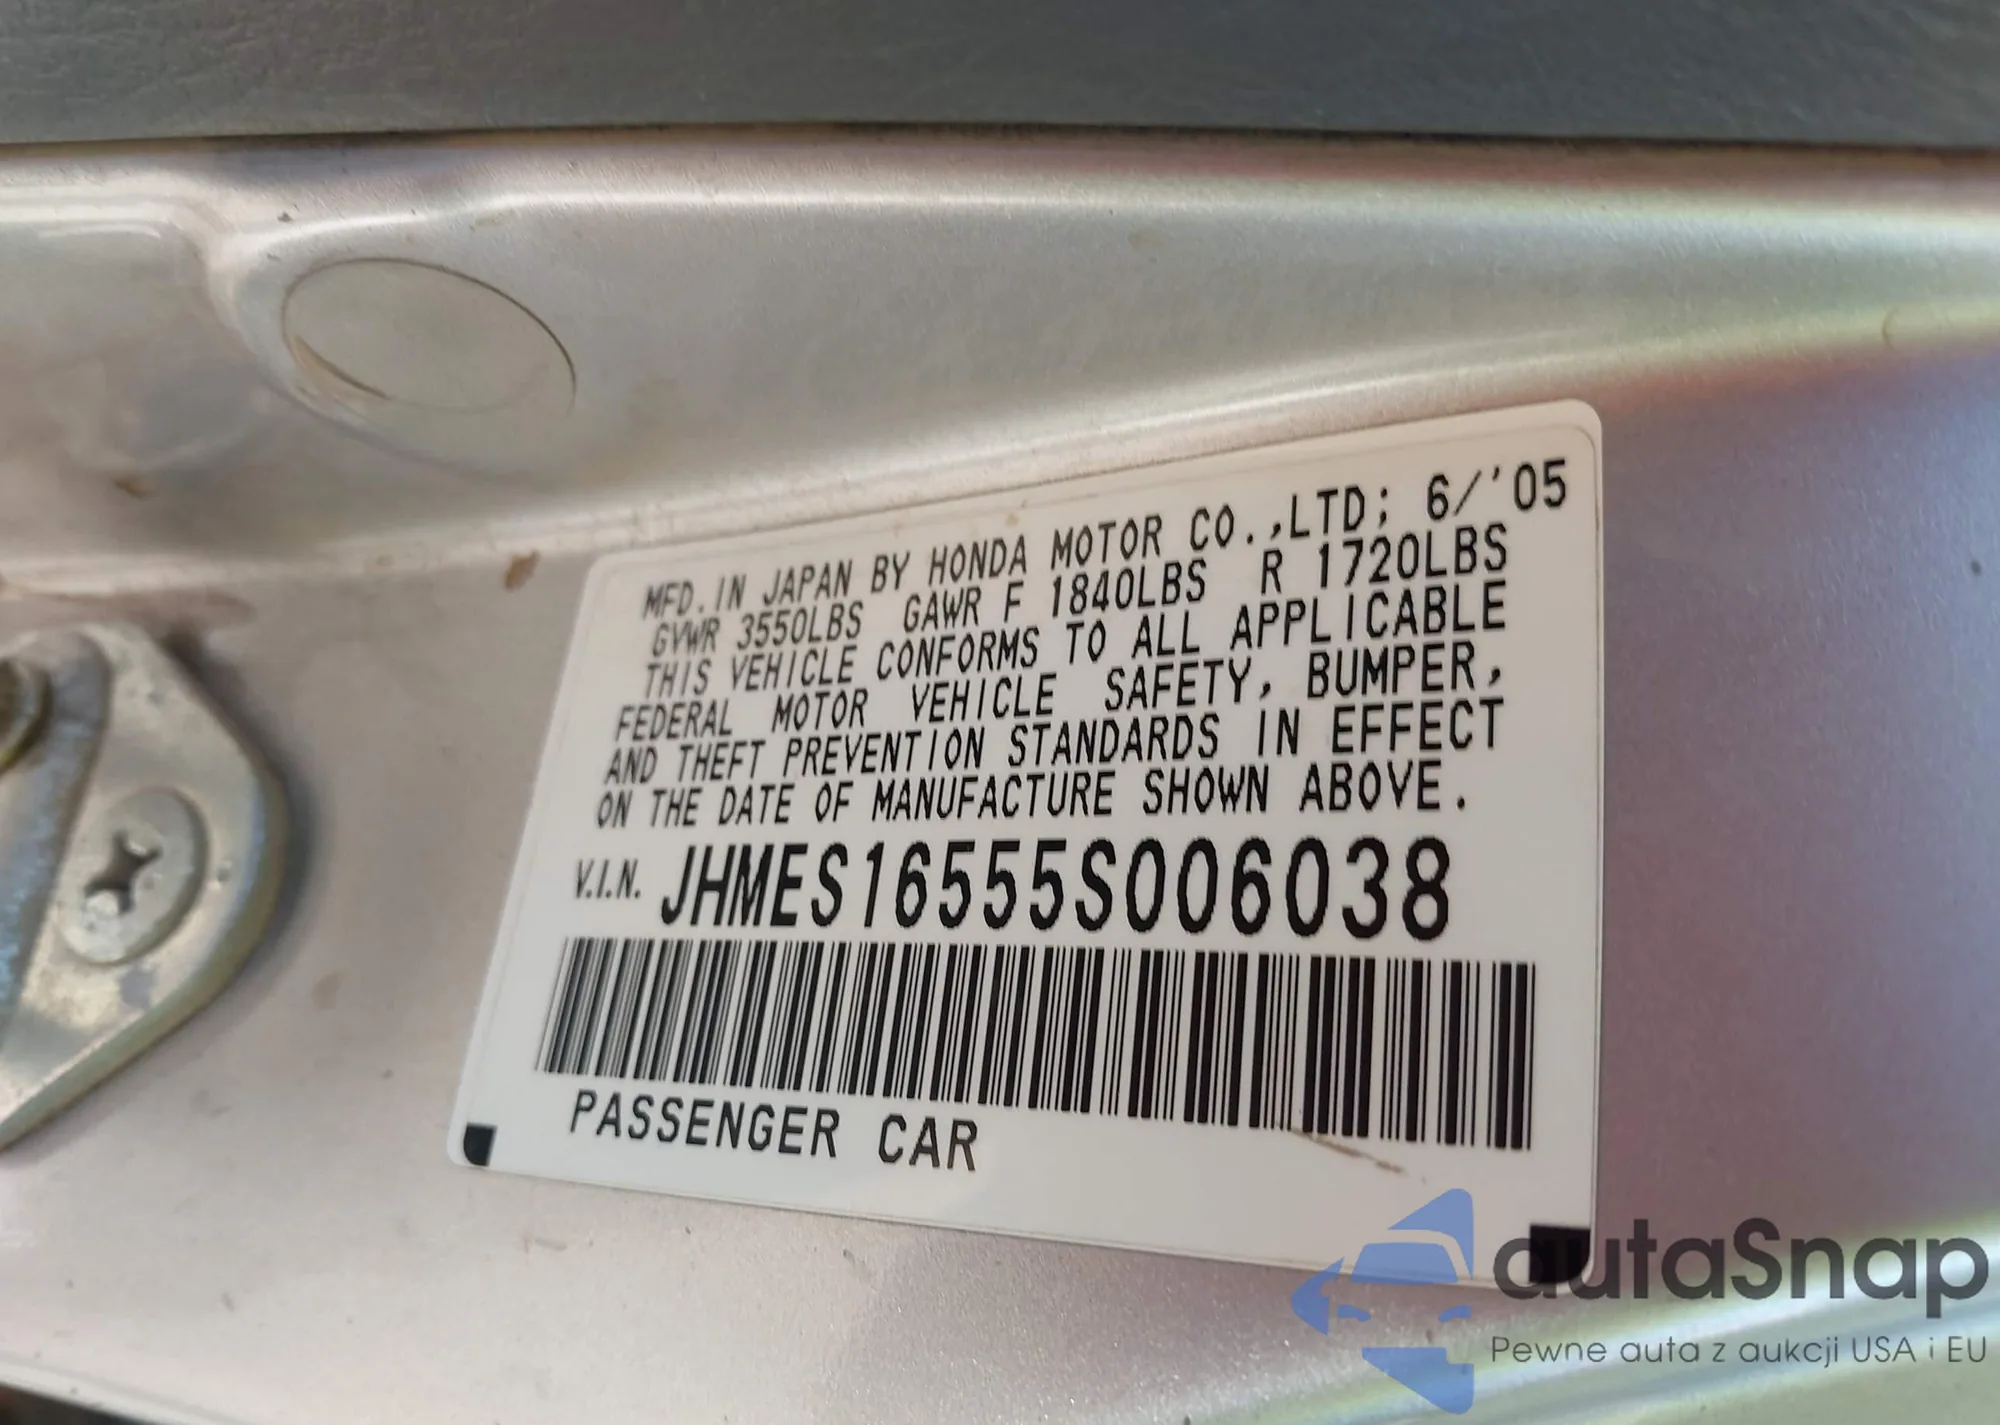 MFD. IN JAPAN BY HONDA MOTOR CO.,LTD; 6/'05
GVWR 3550LBS GAWR F 1840LBS R 1720LBS
THIS VEHICLE CONFORMS TO ALL APPLICABLE
FEDERAL MOTOR VEHICLE SAFETY, BUMPER,
AND THEFT PREVENTION STANDARDS IN EFFECT
ON THE DATE OF MANUFACTURE SHOWN ABOVE.
V.I.N. JHMES16555S006038
PASSENGER CAR
autaSnap
Pewne auta z aukcji USA i EU